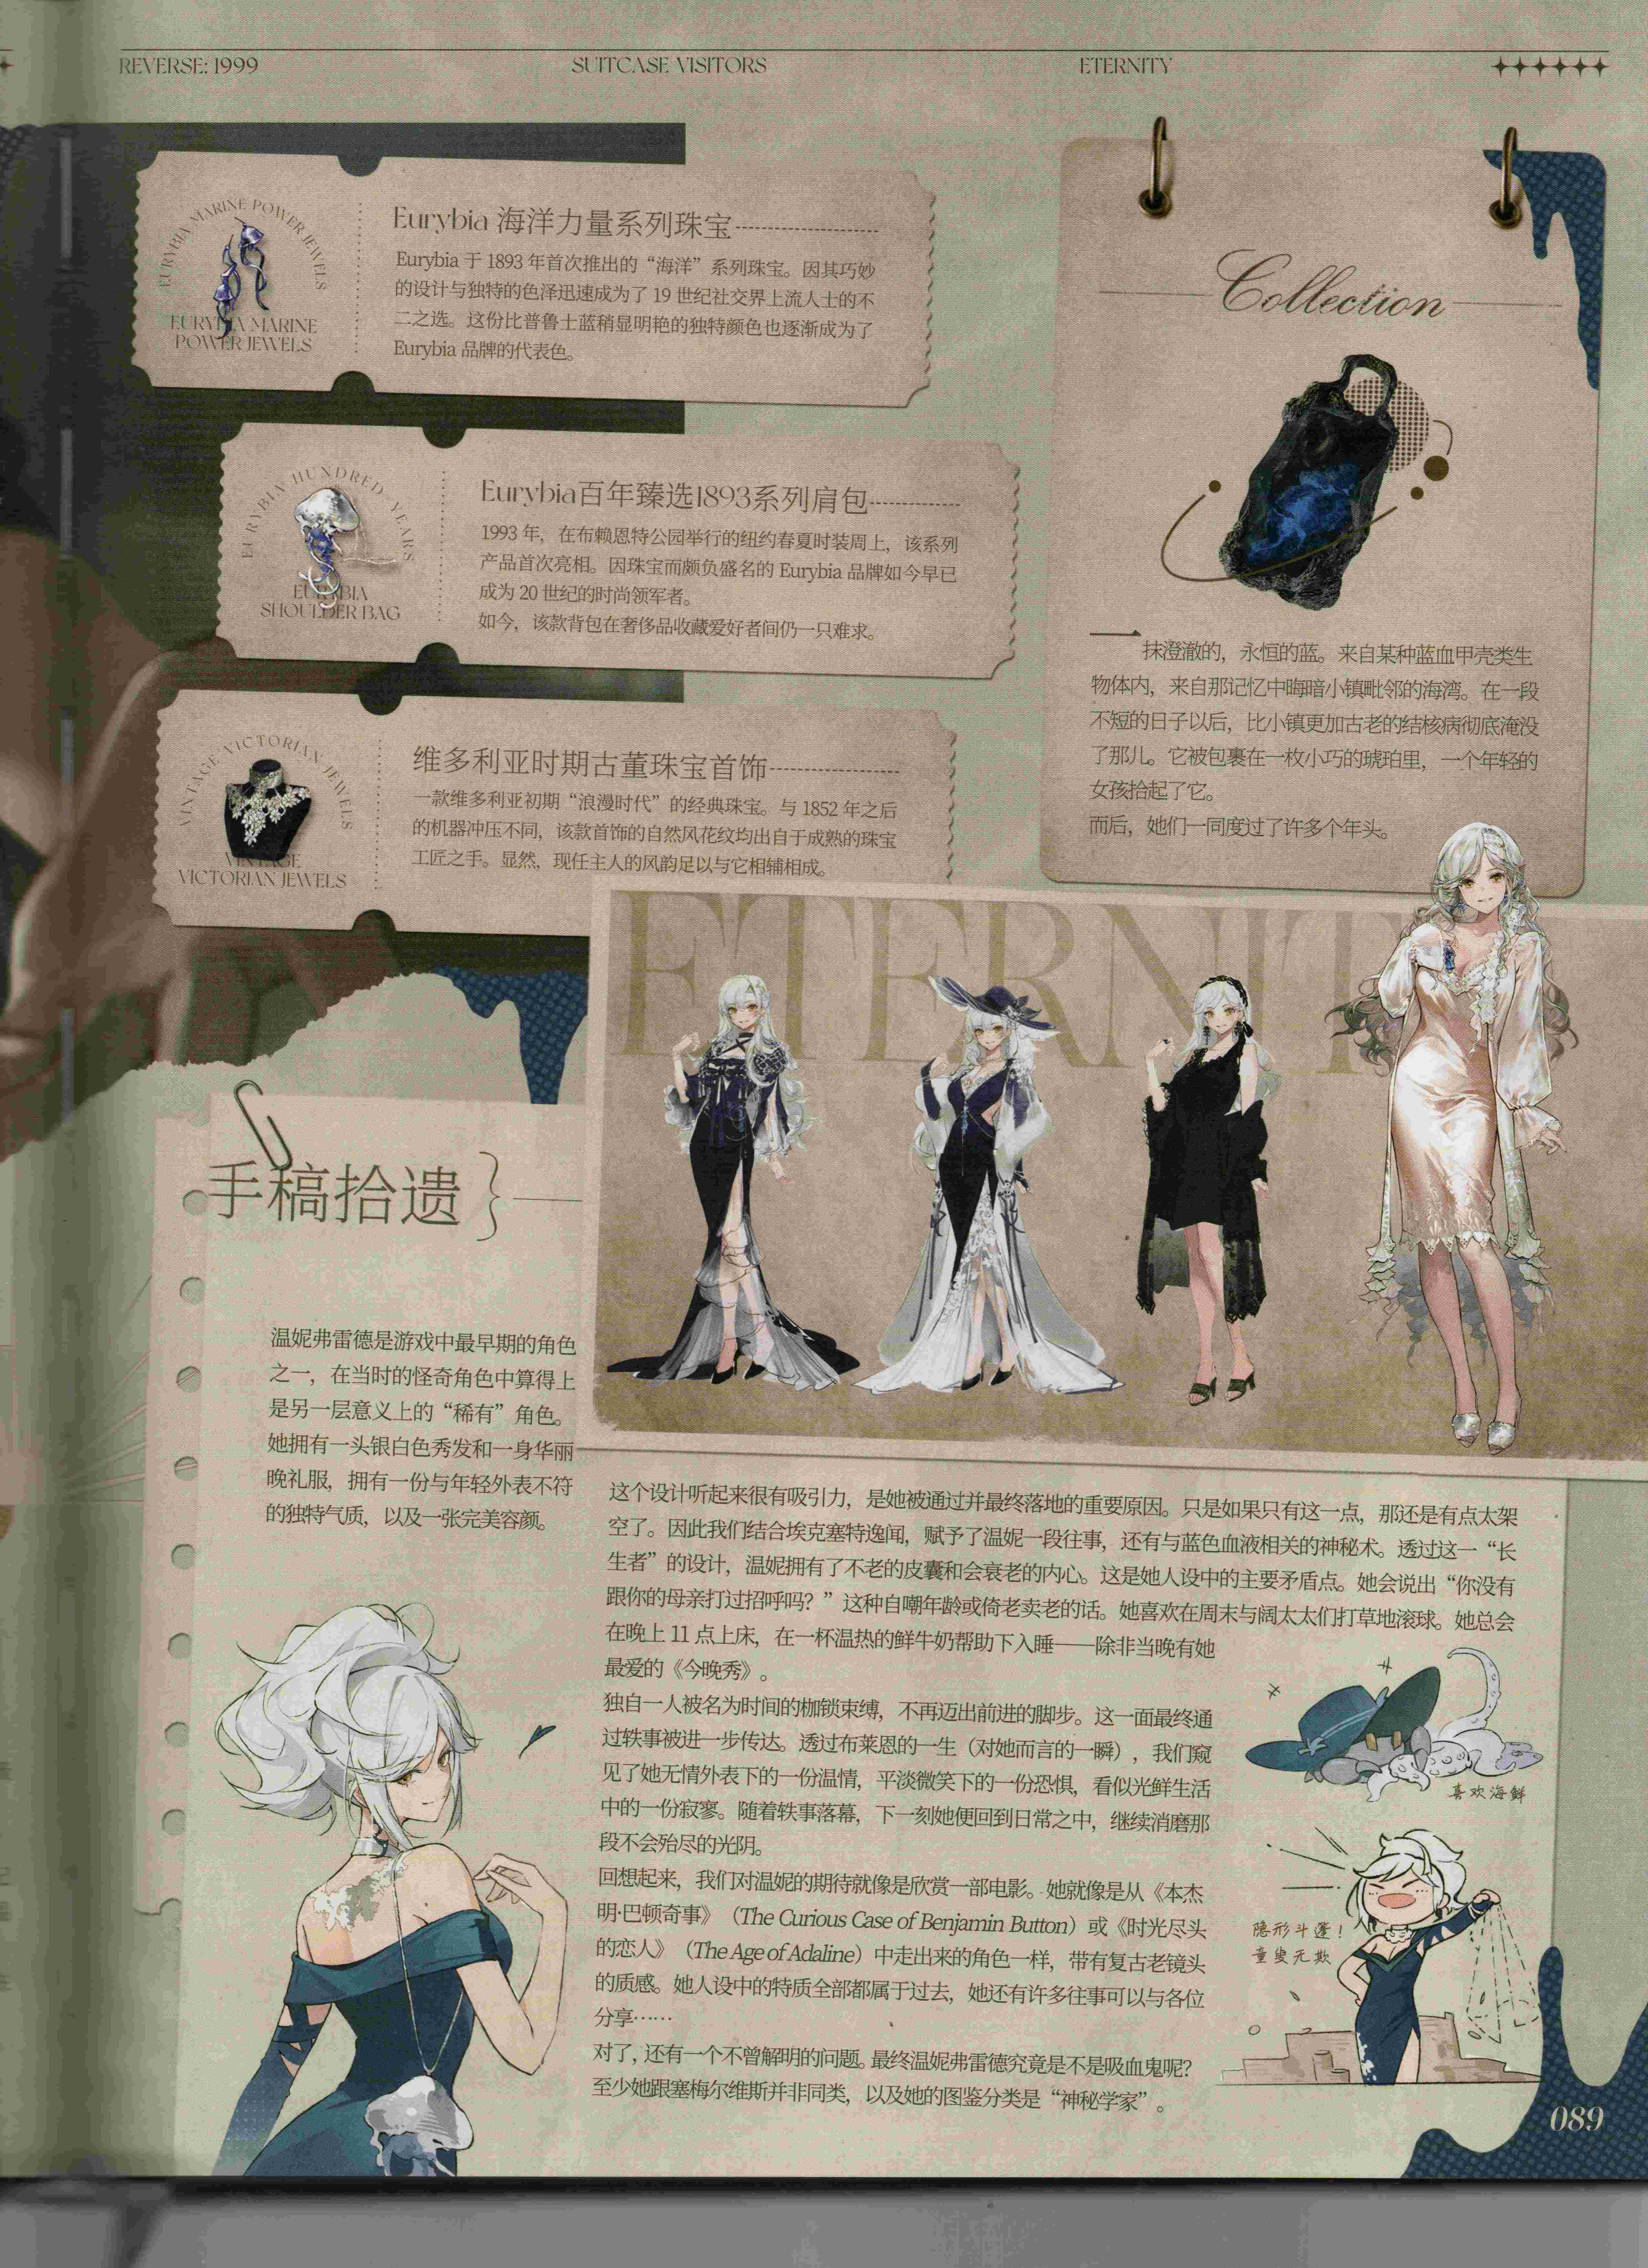 REVERSE: 1999
SUITCASE VISITORS
ETERNITY
EURYBIA MARINE POWER JEWELS
EURYBIA MARINE
POWER JEWELS
Eurybia 海洋力量系列珠宝
Eurybia 于 1893 年首次推出的“海洋”系列珠宝。因其巧妙
的设计与独特的色泽迅速成为了 19 世纪社交界上流人士的不
二之选。这份比普鲁士蓝稍显明艳的独特颜色也逐渐成为了
Eurybia 品牌的代表色。
EURYBIA HUNDRED-YEARS
EURYBIA
SHOULDER BAG
Eurybia百年臻选1893系列肩包
1993 年，在布赖恩特公园举行的纽约春夏时装周上，该系列
产品首次亮相。因珠宝而颇负盛名的 Eurybia 品牌如今早已
成为 20 世纪的时尚领军者。
如今，该款背包在奢侈品收藏爱好者间仍一只难求。
VINTAGE VICTORIAN JEWELS
VINTAGE
VICTORIAN JEWELS
维多利亚时期古董珠宝首饰
一款维多利亚初期“浪漫时代”的经典珠宝。与 1852 年之后
的机器冲压不同，该款首饰的自然风花纹均出自于成熟的珠宝
工匠之手。显然，现任主人的风韵足以与它相辅相成。
Collection
一抹澄澈的，永恒的蓝。来自某种蓝血甲壳类生
物体内，来自那记忆中晦暗小镇毗邻的海湾。在一段
不短的日子以后，比小镇更加古老的结核病彻底淹没
了那儿。它被包裹在一枚小巧的琥珀里，一个年轻的
女孩拾起了它。
而后，她们一同度过了许多个年头。
ETERNIT
手稿拾遗
温妮弗雷德是游戏中最早期的角色
之一，在当时的怪奇角色中算得上
是另一层意义上的“稀有”角色。
她拥有一头银白色秀发和一身华丽
晚礼服，拥有一份与年轻外表不符
的独特气质，以及一张完美容颜。
这个设计听起来很有吸引力，是她被通过并最终落地的重要原因。只是如果只有这一点，那还是有点太架
空了。因此我们结合埃克塞特逸闻，赋予了温妮一段往事，还有与蓝色血液相关的神秘术。透过这一“长
生者”的设计，温妮拥有了不老的皮囊和会衰老的内心。这是她人设中的主要矛盾点。她会说出“你没有
跟你的母亲打过招呼吗？”这种自嘲年龄或倚老卖老的话。她喜欢在周末与阔太太们打草地滚球。她总会
在晚上 11 点上床，在一杯温热的鲜牛奶帮助下入睡——除非当晚有她
最爱的《今晚秀》。
独自一人被名为时间的枷锁束缚，不再迈出前进的脚步。这一面最终通
过轶事被进一步传达。透过布莱恩的一生（对她而言的一瞬），我们窥
见了她无情外表下的一份温情，平淡微笑下的一份恐惧，看似光鲜生活
中的一份寂寥。随着轶事落幕，下一刻她便回到日常之中，继续消磨那
段不会殆尽的光阴。
回想起来，我们对温妮的期待就像是欣赏一部电影。她就像是从《本杰
明·巴顿奇事》（The Curious Case of Benjamin Button）或《时光尽头
的恋人》（The Age of Adaline）中走出来的角色一样，带有复古老镜头
的质感。她人设中的特质全部都属于过去，她还有许多往事可以与各位
分享……
对了，还有一个不曾解明的问题。最终温妮弗雷德究竟是不是吸血鬼呢？
至少她跟塞梅尔维斯并非同类，以及她的图鉴分类是“神秘学家”。
喜欢海鲜
隐形斗篷！
童叟无欺
089